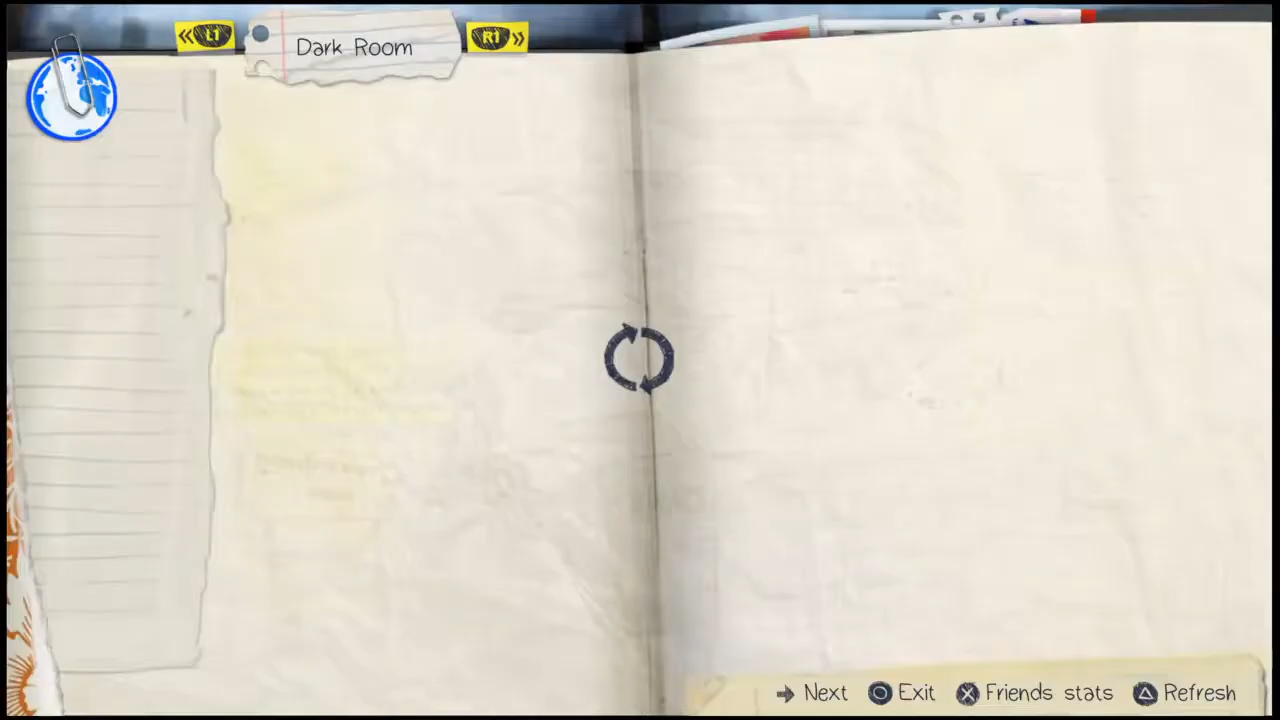 « L1
Dark Room
R1 »
Next
Exit
Friends stats
Refresh